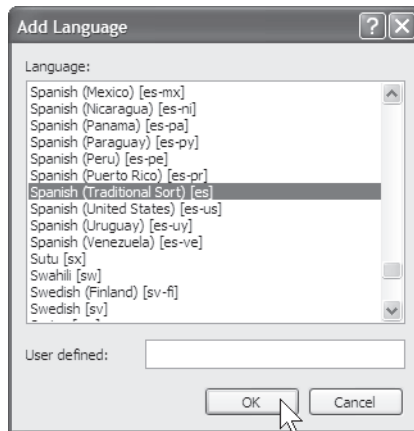 Add Language
Language:
Spanish (Mexico) [es-mx]
Spanish (Nicaragua) [es-ni]
Spanish (Panama) [es-pa]
Spanish (Paraguay) [es-py]
Spanish (Peru) [es-pe]
Spanish (Puerto Rico) [es-pr]
Spanish (Traditional Sort) [es]
Spanish (United States) [es-us]
Spanish (Uruguay) [es-uy]
Spanish (Venezuela) [es-ve]
Sutu [sx]
Swahili [sw]
Swedish (Finland) [sv-fi]
Swedish [sv]
User defined:
OK Cancel